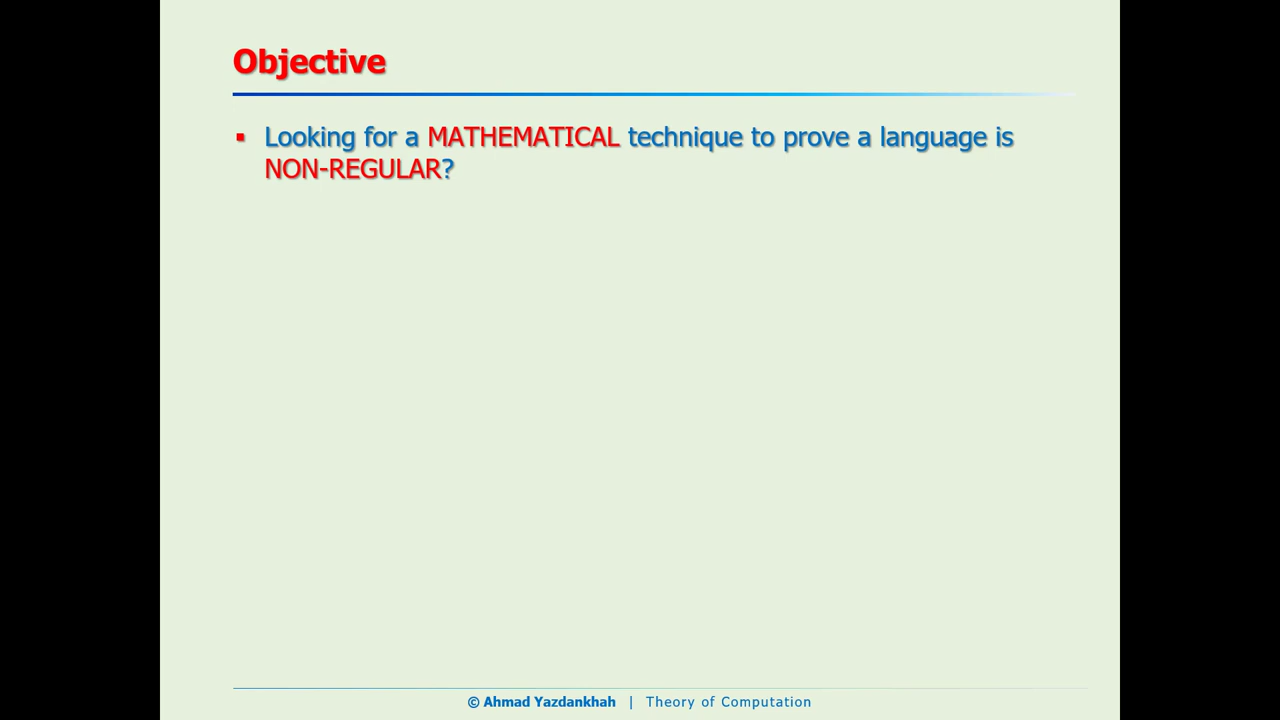 Objective
▪ Looking for a MATHEMATICAL technique to prove a language is
NON-REGULAR?
© Ahmad Yazdankhah | Theory of Computation